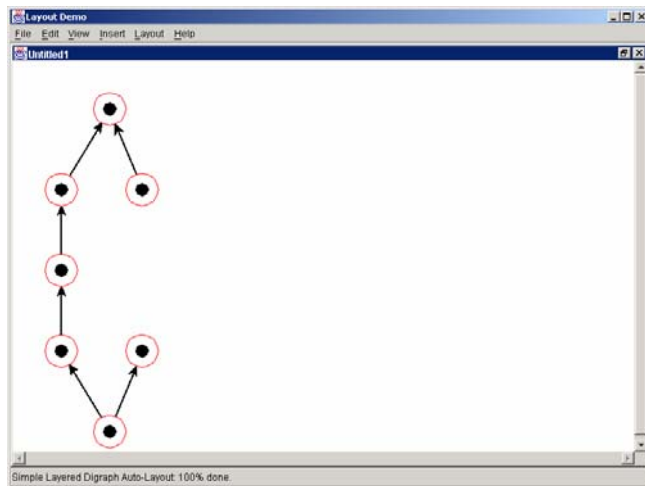 Layout Demo
File Edit View Insert Layout Help
Untitled1
Simple Layered Digraph Auto-Layout: 100% done.